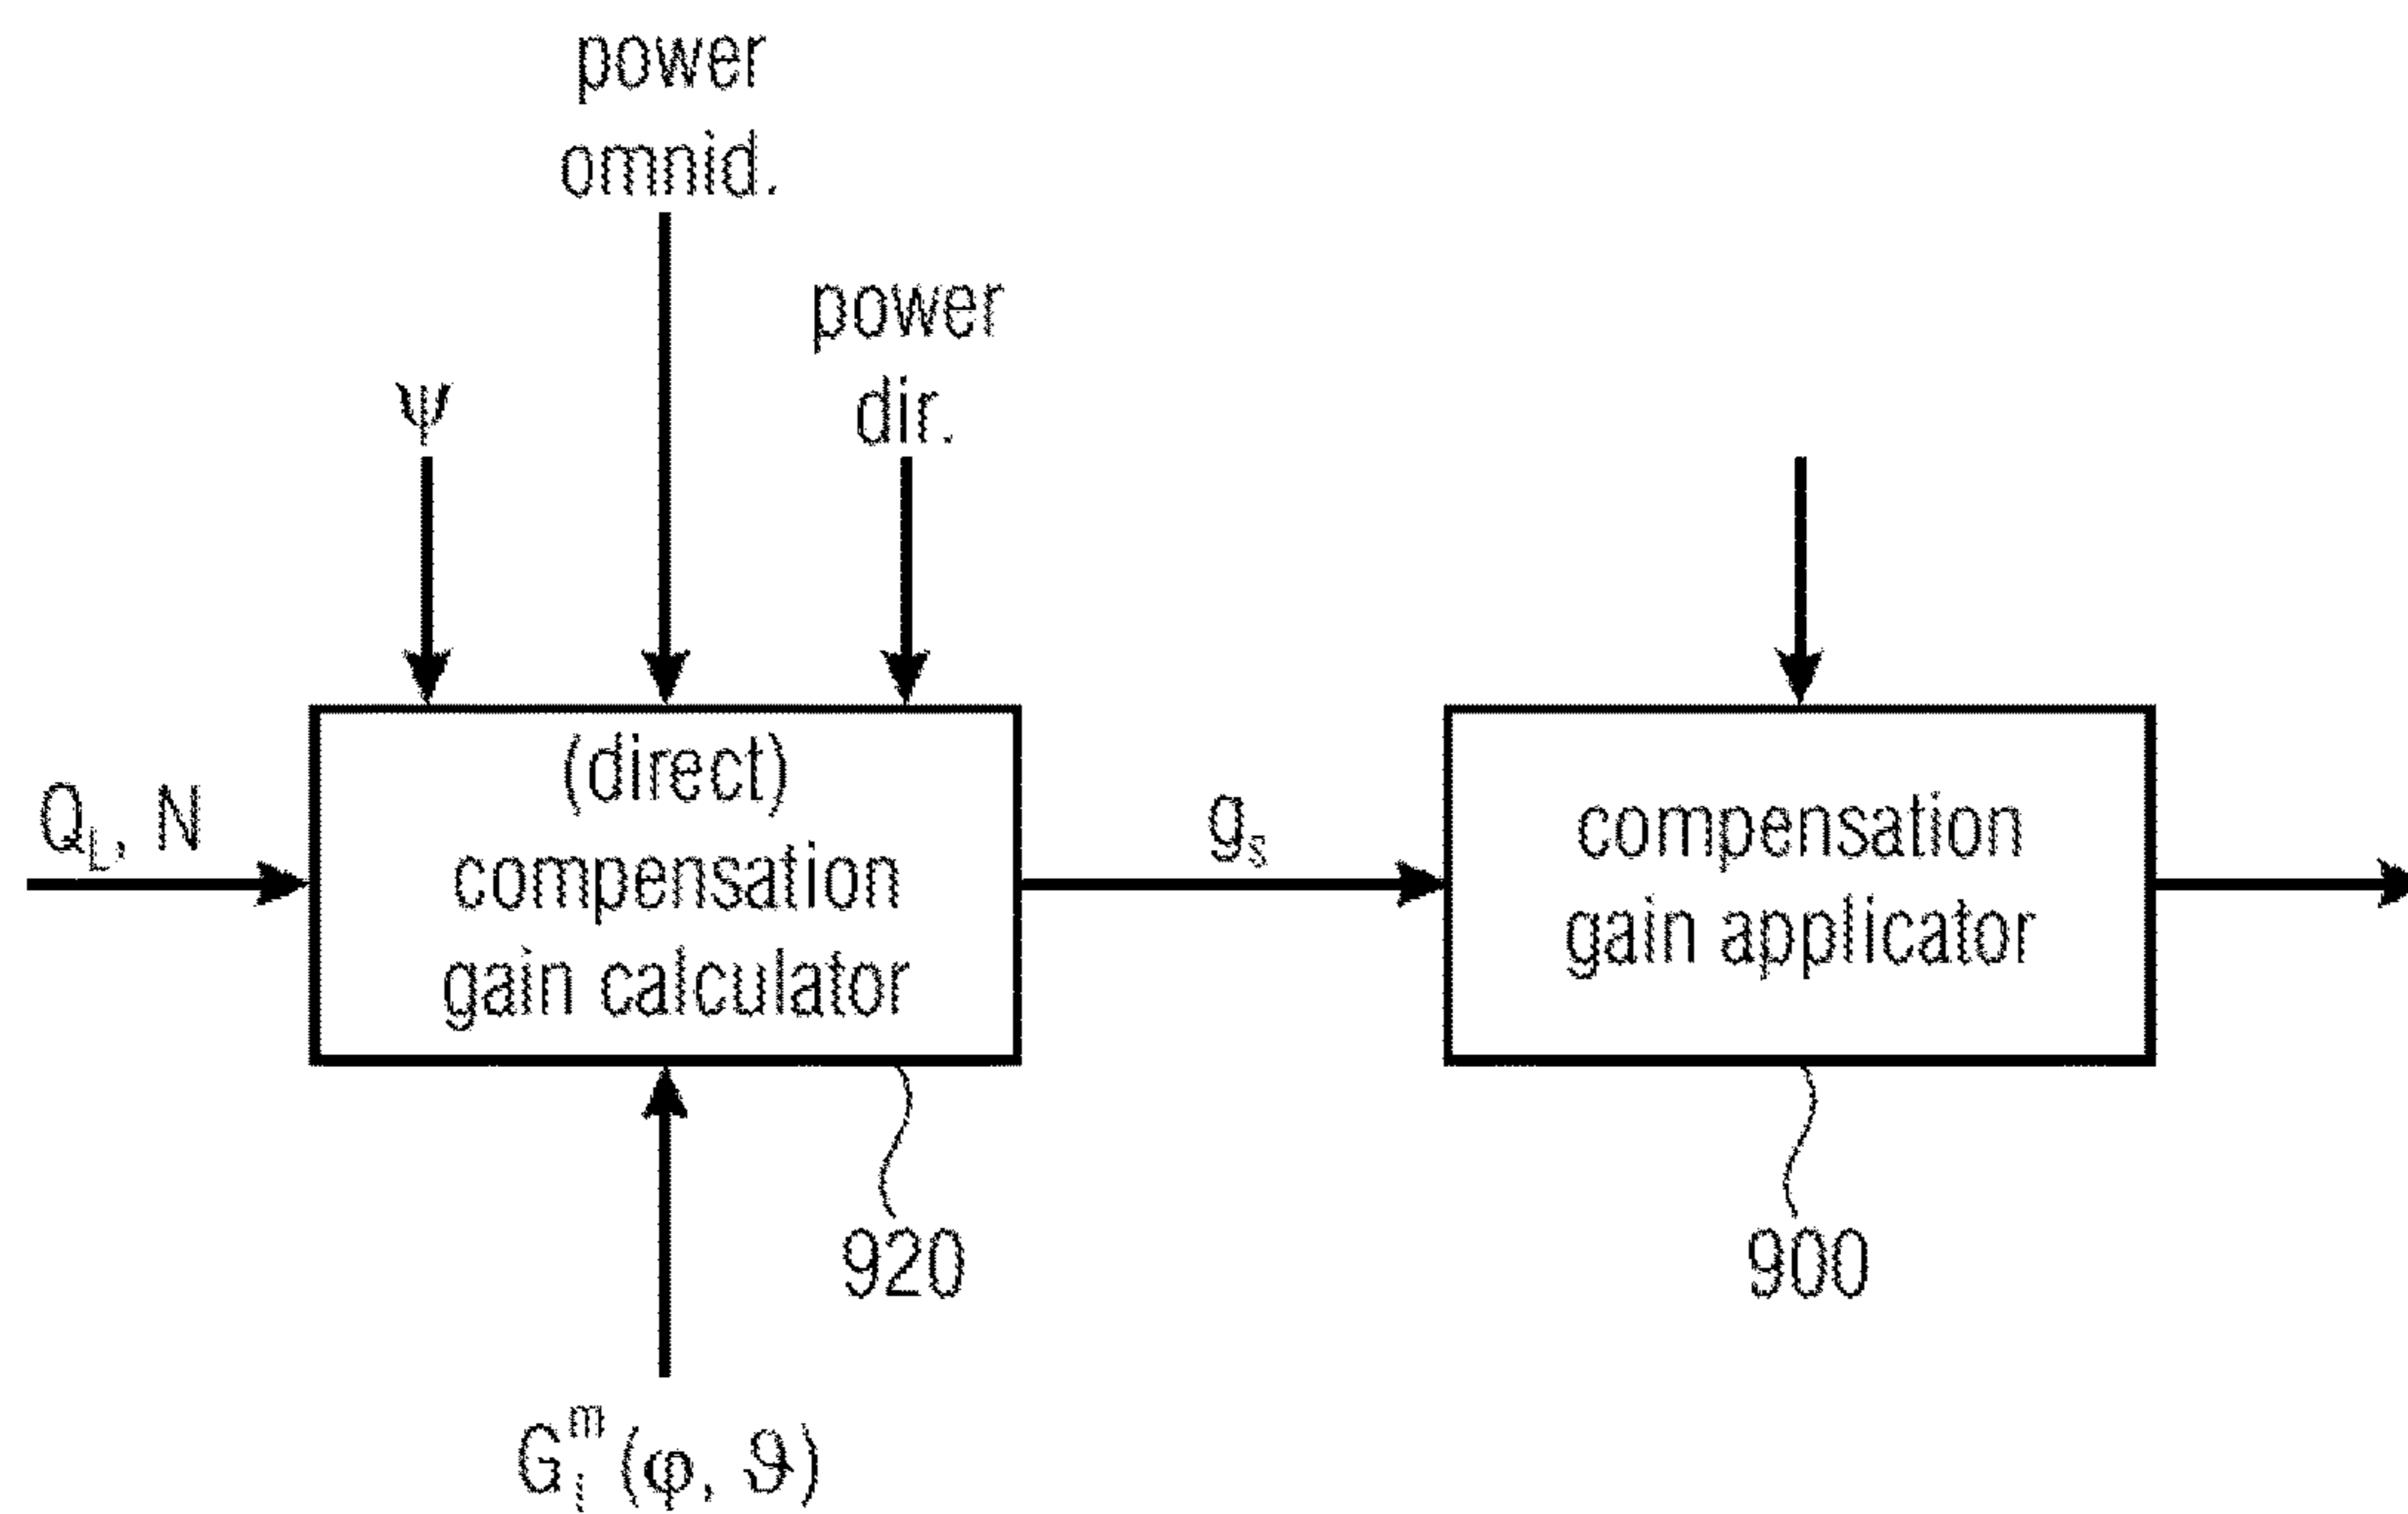 power
omnid.
power
dir.
ψ
(direct)
compensation
gain calculator
Q_L, N
g_s
compensation
gain applicator
920
900
G_l^m (φ, ϑ)